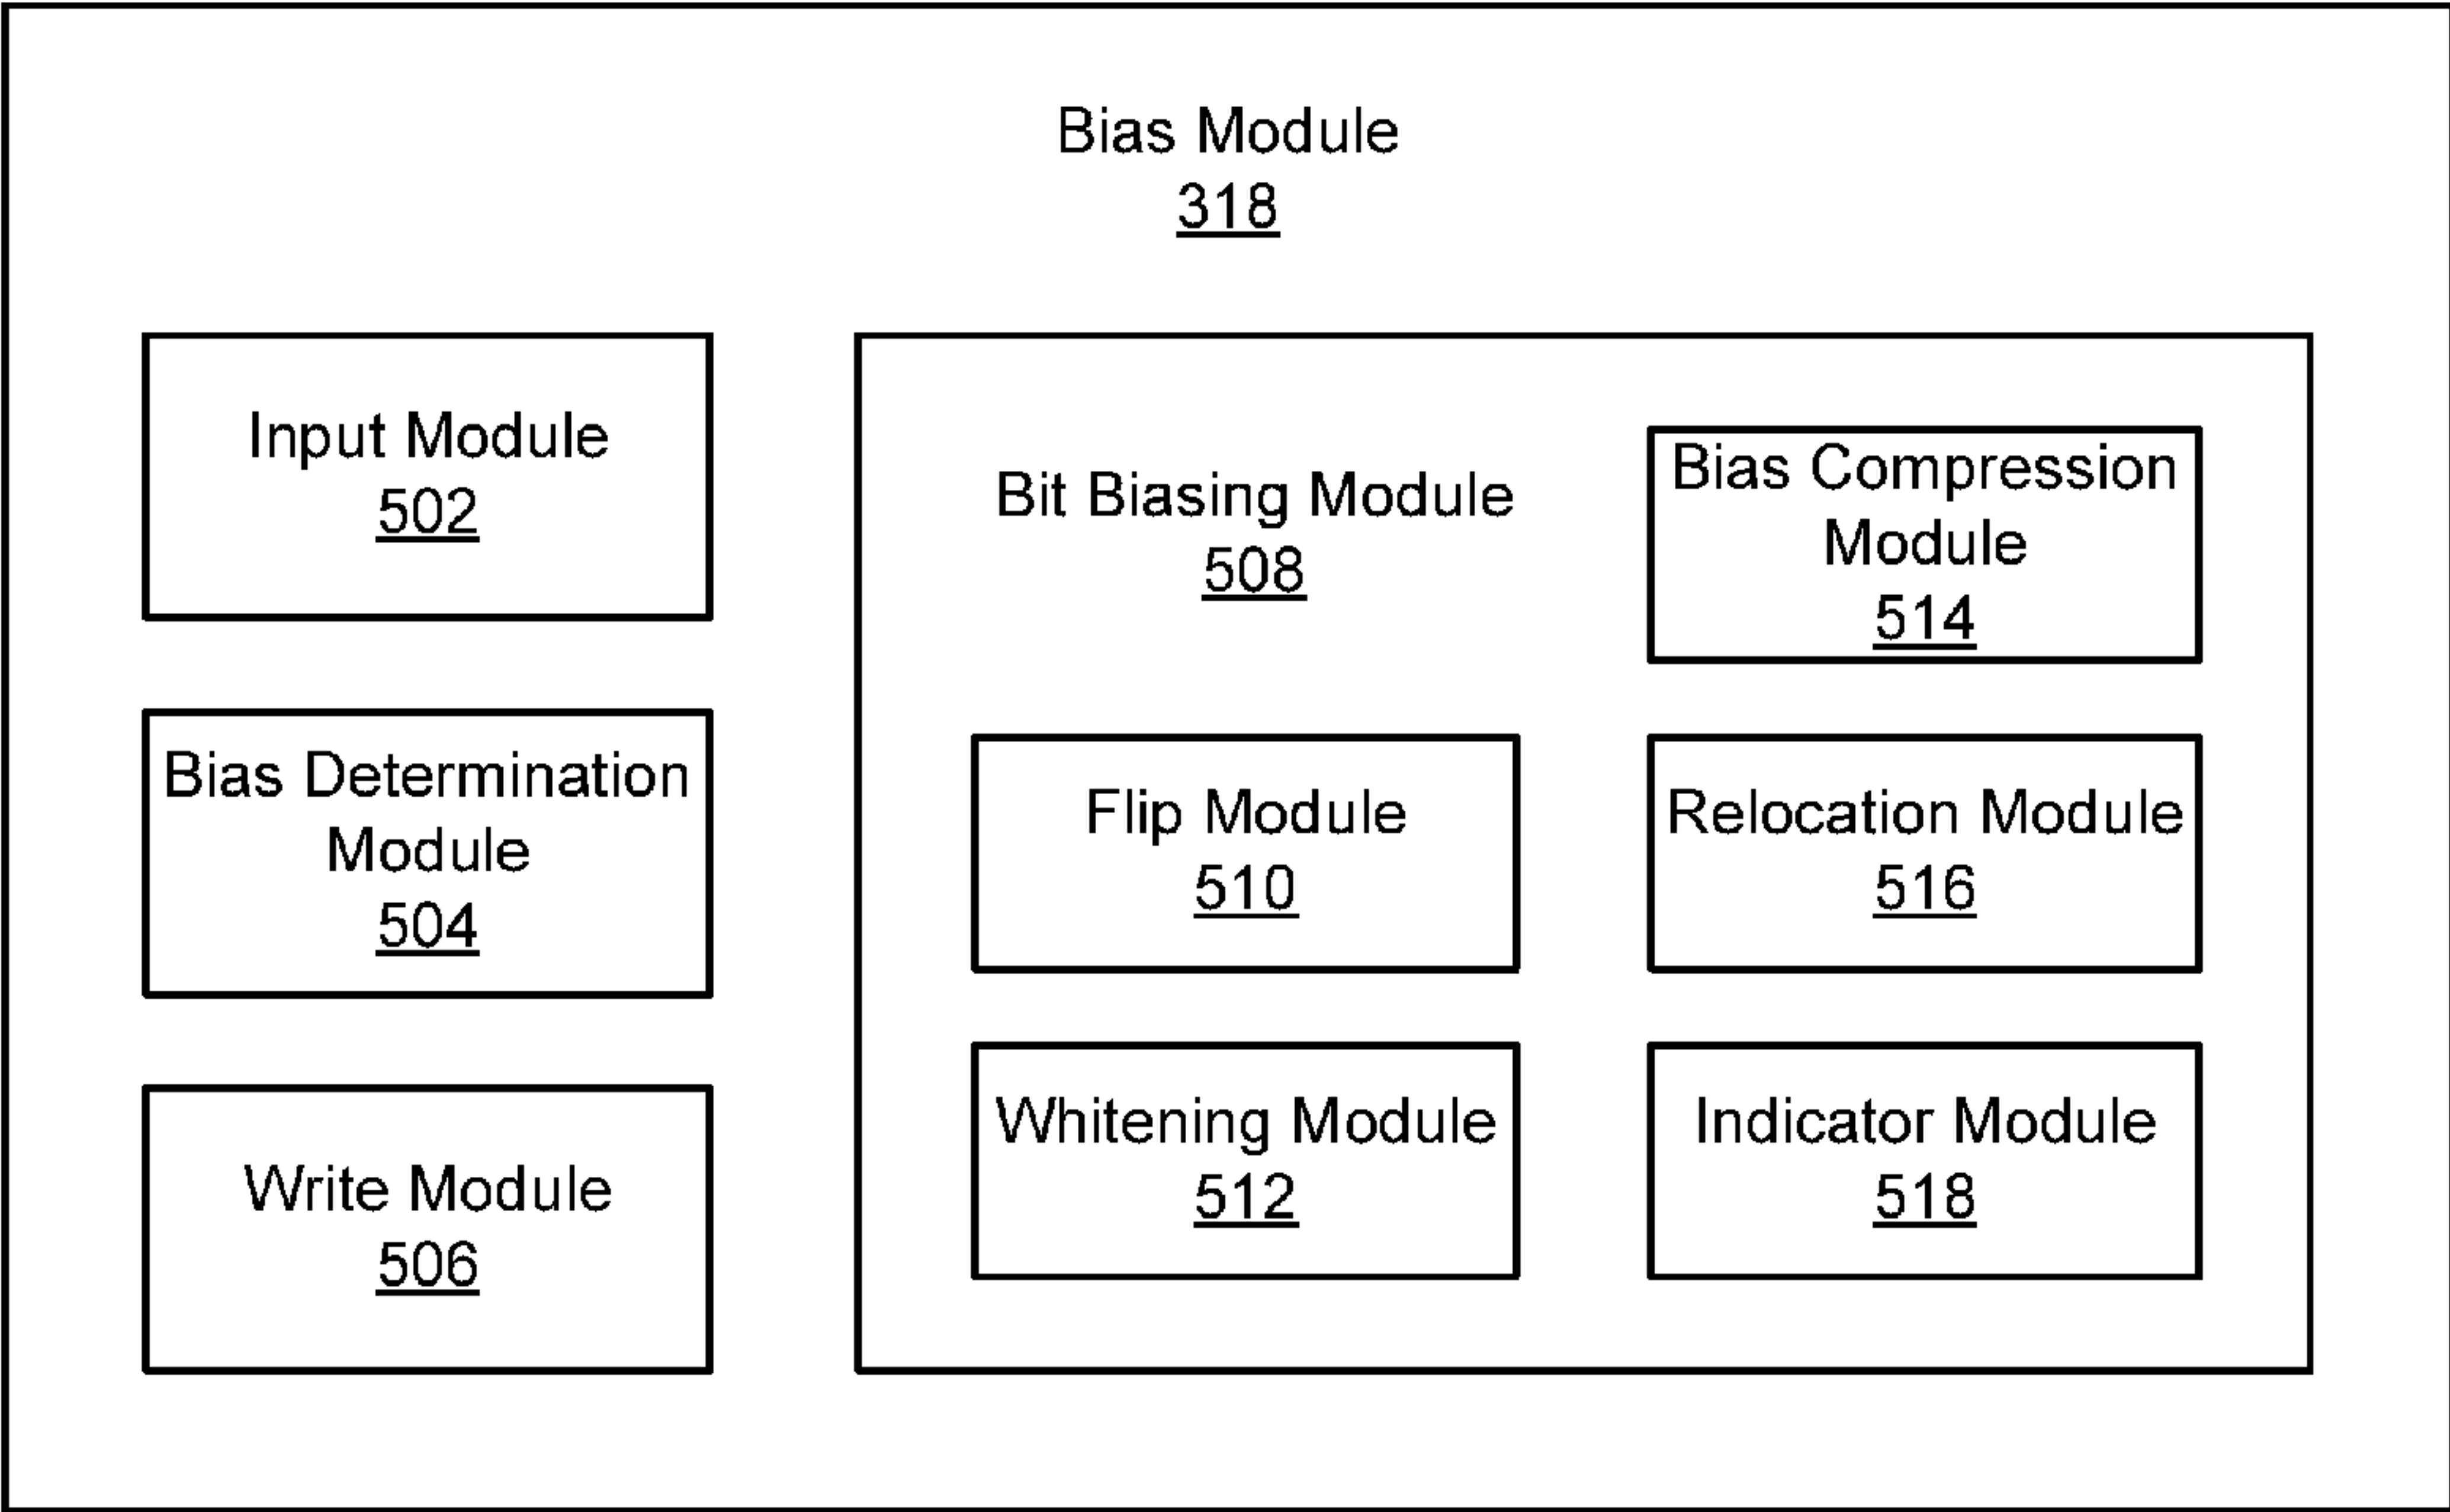 Bias Module
318
Input Module
502
Bias Determination
Module
504
Write Module
506
Bit Biasing Module
508
Flip Module
510
Whitening Module
512
Bias Compression
Module
514
Relocation Module
516
Indicator Module
518